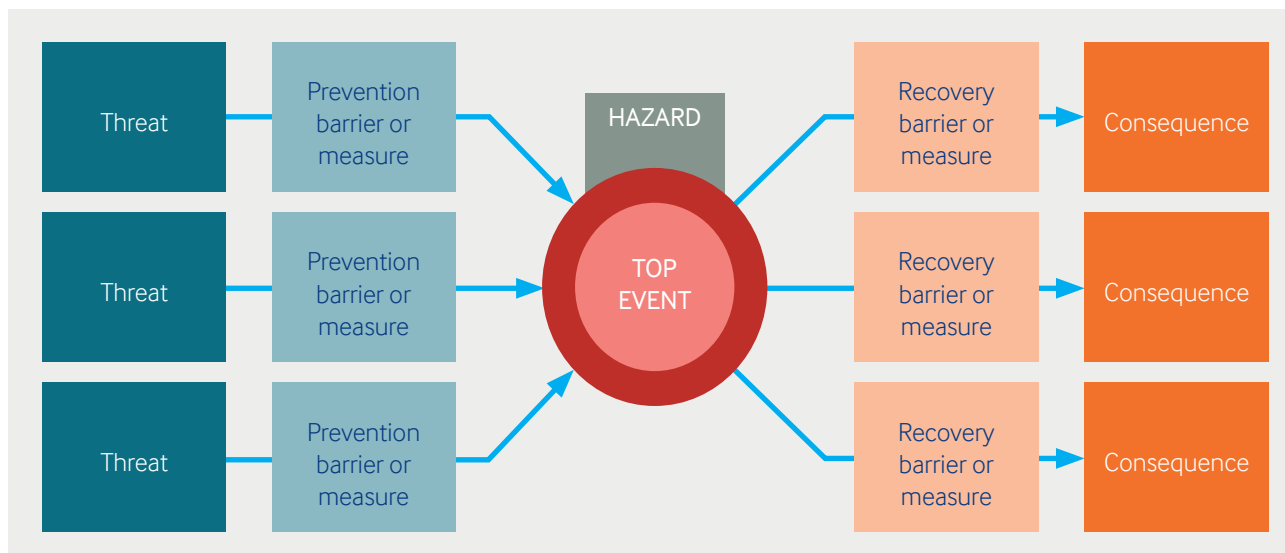 Threat
Prevention
barrier or
measure
HAZARD
Recovery
barrier or
measure
Consequence
Threat
Prevention
barrier or
measure
TOP
EVENT
Recovery
barrier or
measure
Consequence
Threat
Prevention
barrier or
measure
Recovery
barrier or
measure
Consequence